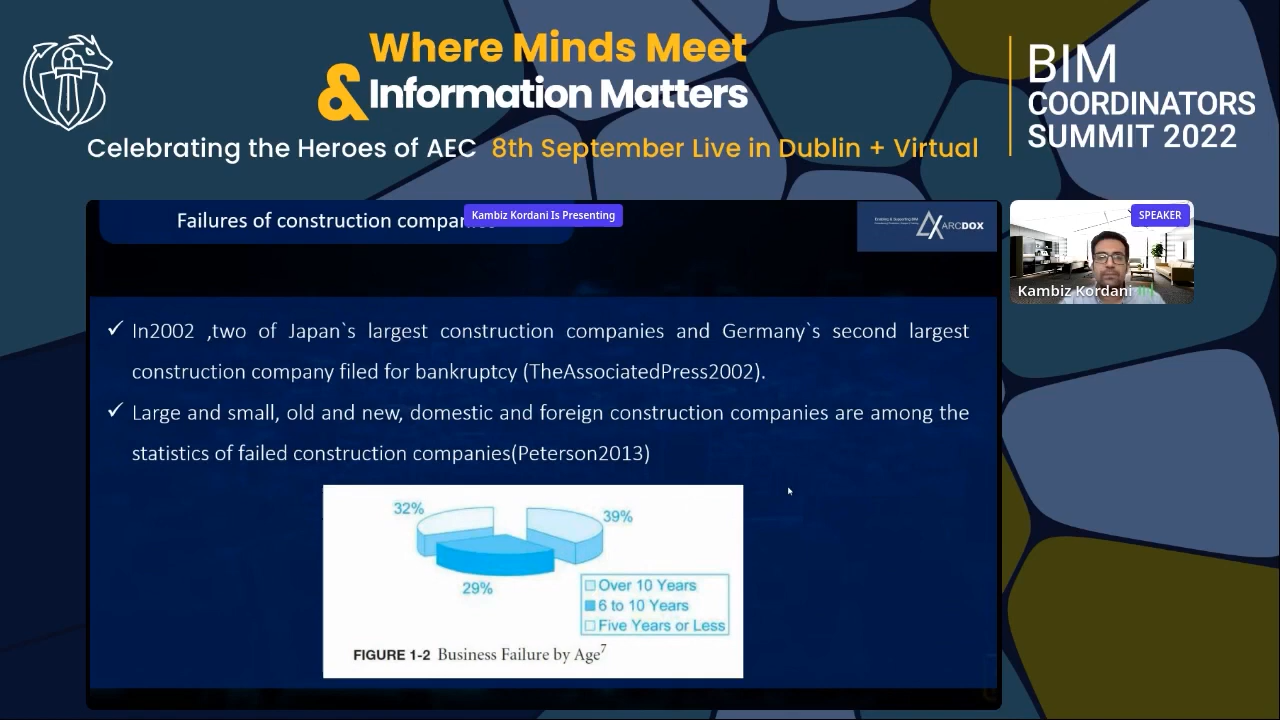 Where Minds Meet
& Information Matters
Celebrating the Heroes of AEC 8th September Live in Dublin + Virtual
BIM
COORDINATORS
SUMMIT 2022
Failures of construction
Kambiz Kordani Is Presenting
ARCDOX
SPEAKER
Kambiz Kordani
✓ In2002 ,two of Japan`s largest construction companies and Germany`s second largest
construction company filed for bankruptcy (TheAssociatedPress2002).
✓ Large and small, old and new, domestic and foreign construction companies are among the
statistics of failed construction companies(Peterson2013)
32%
39%
29%
Over 10 Years
6 to 10 Years
Five Years or Less
FIGURE 1-2 Business Failure by Age7